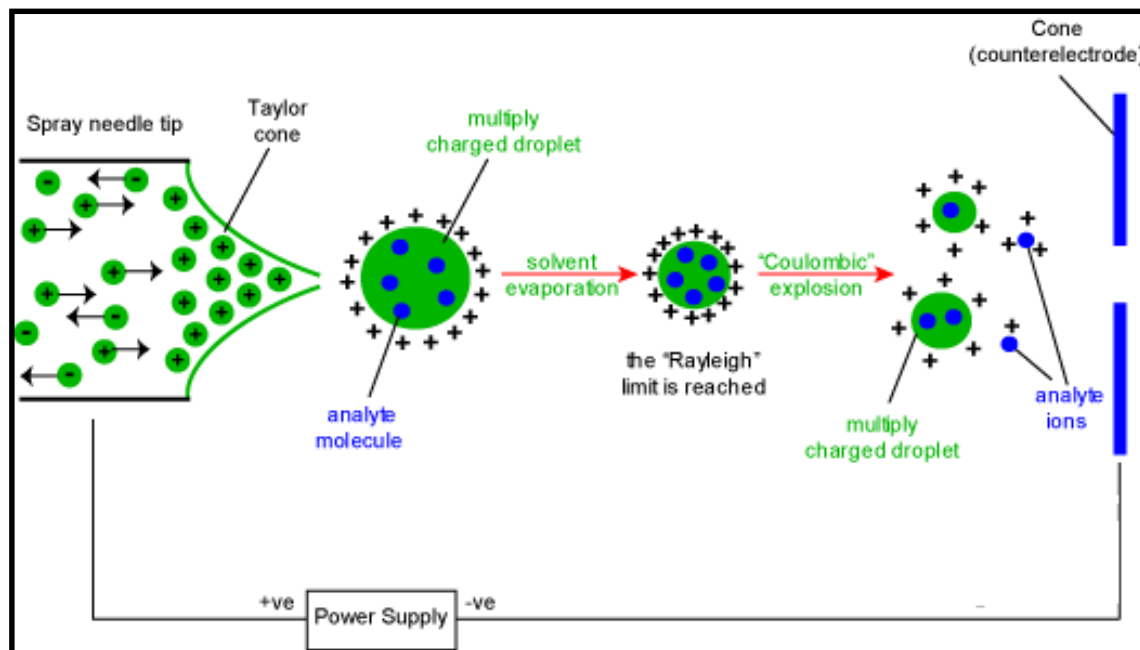 Cone
(counterelectrode)
Spray needle tip
Taylor
cone
multiply
charged droplet
solvent
evaporation
"Coulombic"
explosion
the "Rayleigh"
limit is reached
analyte
molecule
multiply
charged droplet
analyte
ions
+ve
Power Supply
-ve